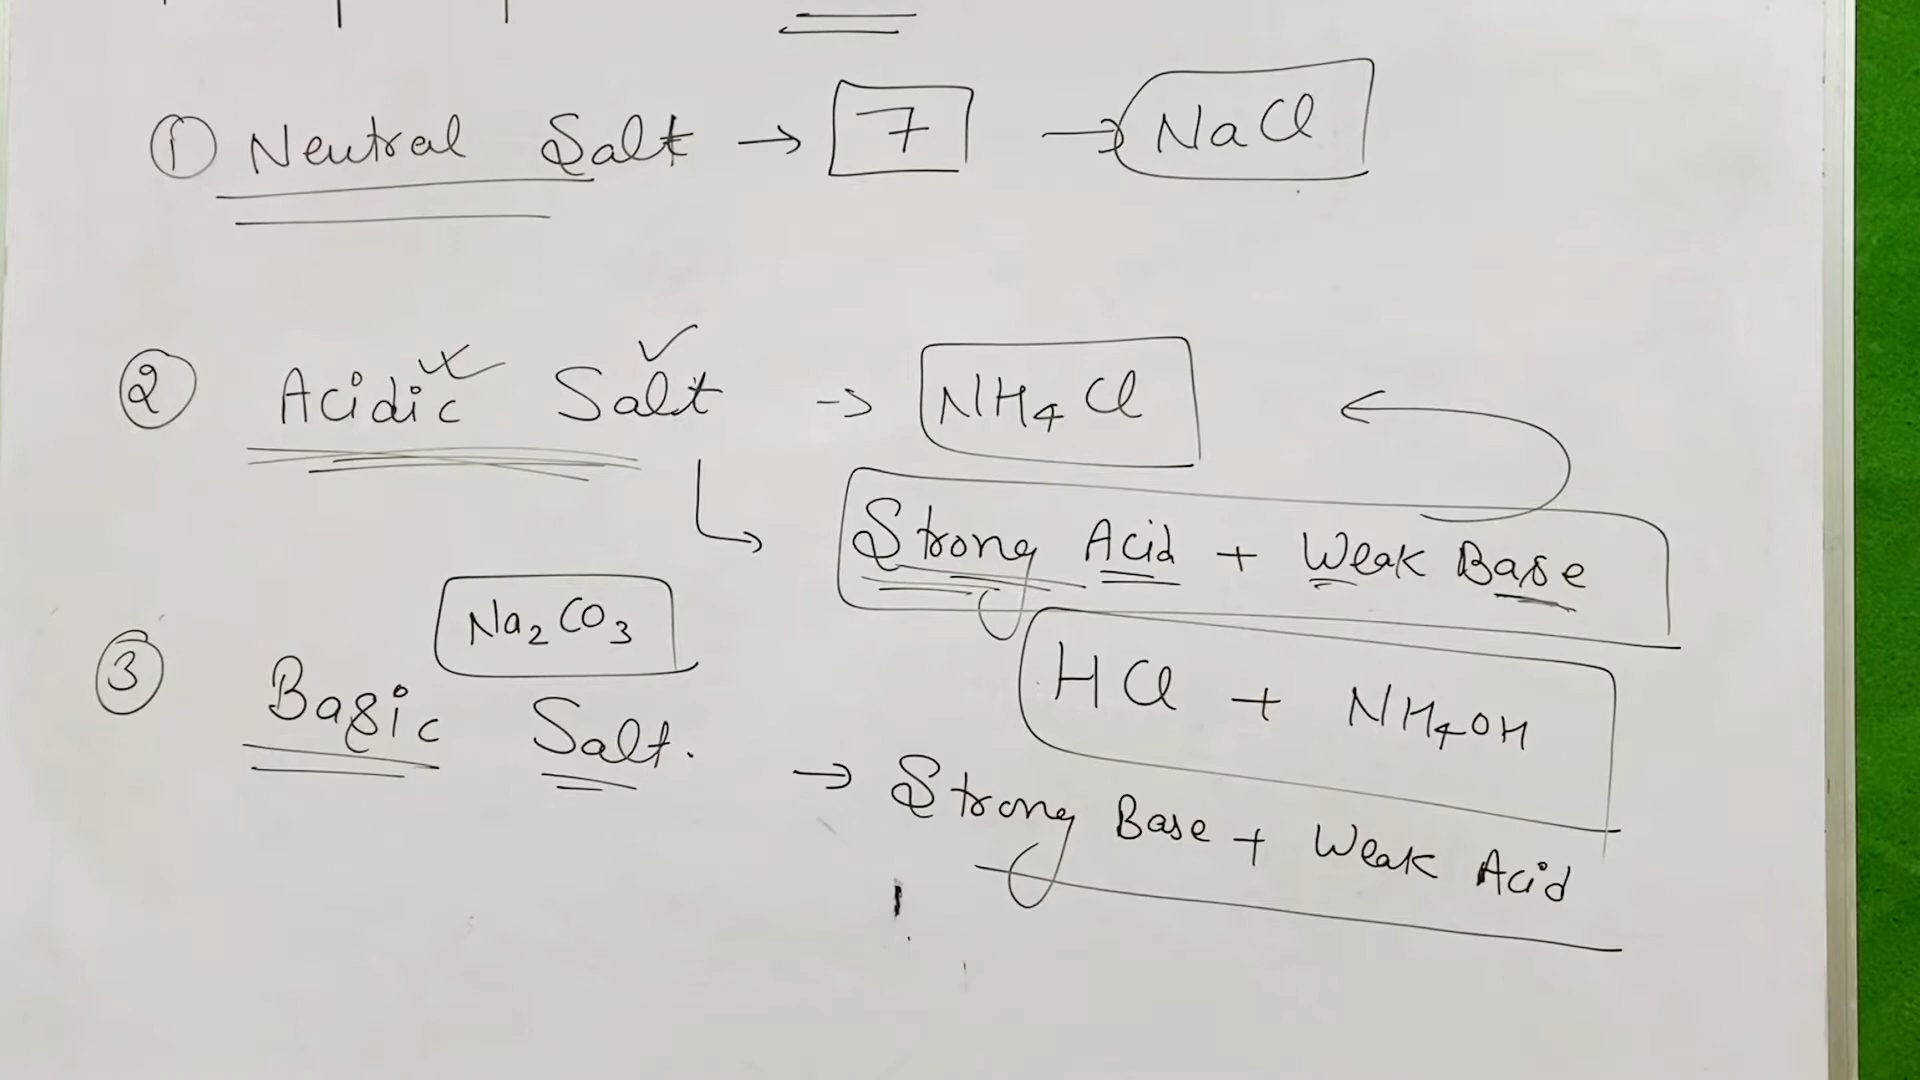 ① Neutral Salt → 7 → NaCl
② Acidic Salt → NH₄Cl
Strong Acid + Weak Base
Na₂CO₃
HCl + NH₄OH
③ Basic Salt.
→ Strong Base + Weak Acid